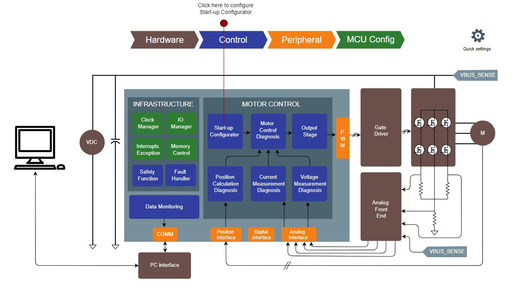 Click here to configure
Start-up Configurator
Hardware
Control
Peripheral
MCU Config
Quick settings
VBUS_SENSE
INFRASTRUCTURE
MOTOR CONTROL
Clock
Manager
IO
Manager
Interrupts
Exception
Memory
Control
Safety
Function
Fault
Handler
Data Monitoring
COMM
PC Interface
VDC
Start-up
Configurator
Motor
Control
Diagnosis
Output
Stage
Position
Calculation
Diagnosis
Current
Measurement
Diagnosis
Voltage
Measurement
Diagnosis
Position
Interface
Digital
Interface
Analog
Interface
P
W
M
Gate
Driver
M
Analog
Front
End
VBUS_SENSE